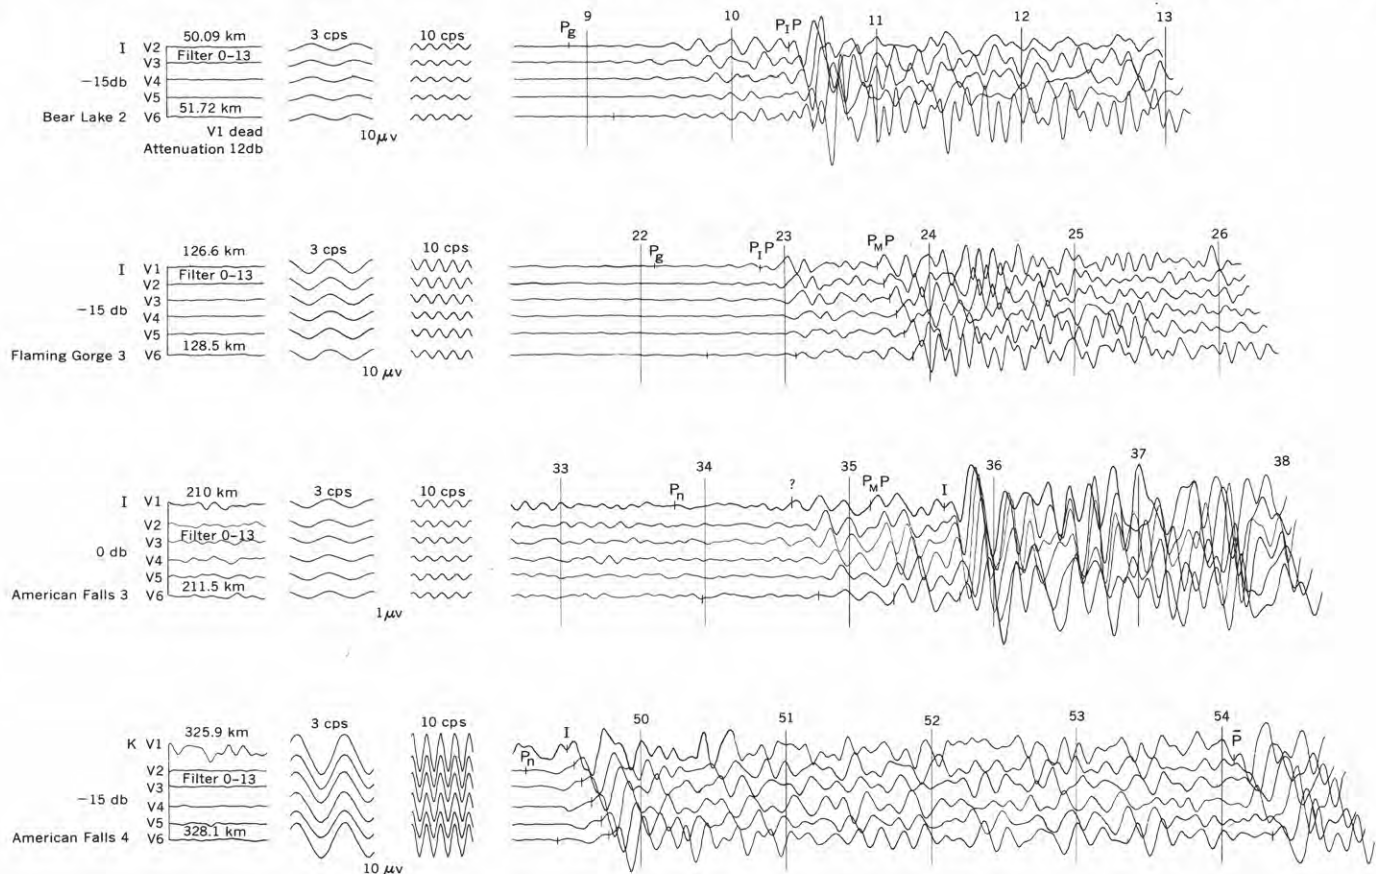 9 10 11 12 13
50.09 km 3 cps 10 cps Pg PIP
I V2
Filter 0-13
V3
-15db V4
V5
51.72 km
Bear Lake 2 V6
V1 dead 10 μv
Attenuation 12db
22 23 24 25 26
126.6 km 3 cps 10 cps Pg PIP PMP
I V1
Filter 0-13
V2
V3
-15 db V4
V5
128.5 km
Flaming Gorge 3 V6
10 μv
33 34 35 36 37 38
210 km 3 cps 10 cps Pn ? PMP I
I V1
V2
Filter 0-13
V3
0 db V4
V5
211.5 km
American Falls 3 V6
1μv
50 51 52 53 54
325.9 km 3 cps 10 cps I P̄
K V1
Pn
V2
Filter 0-13
V3
-15 db V4
V5
328.1 km
American Falls 4 V6
10 μv